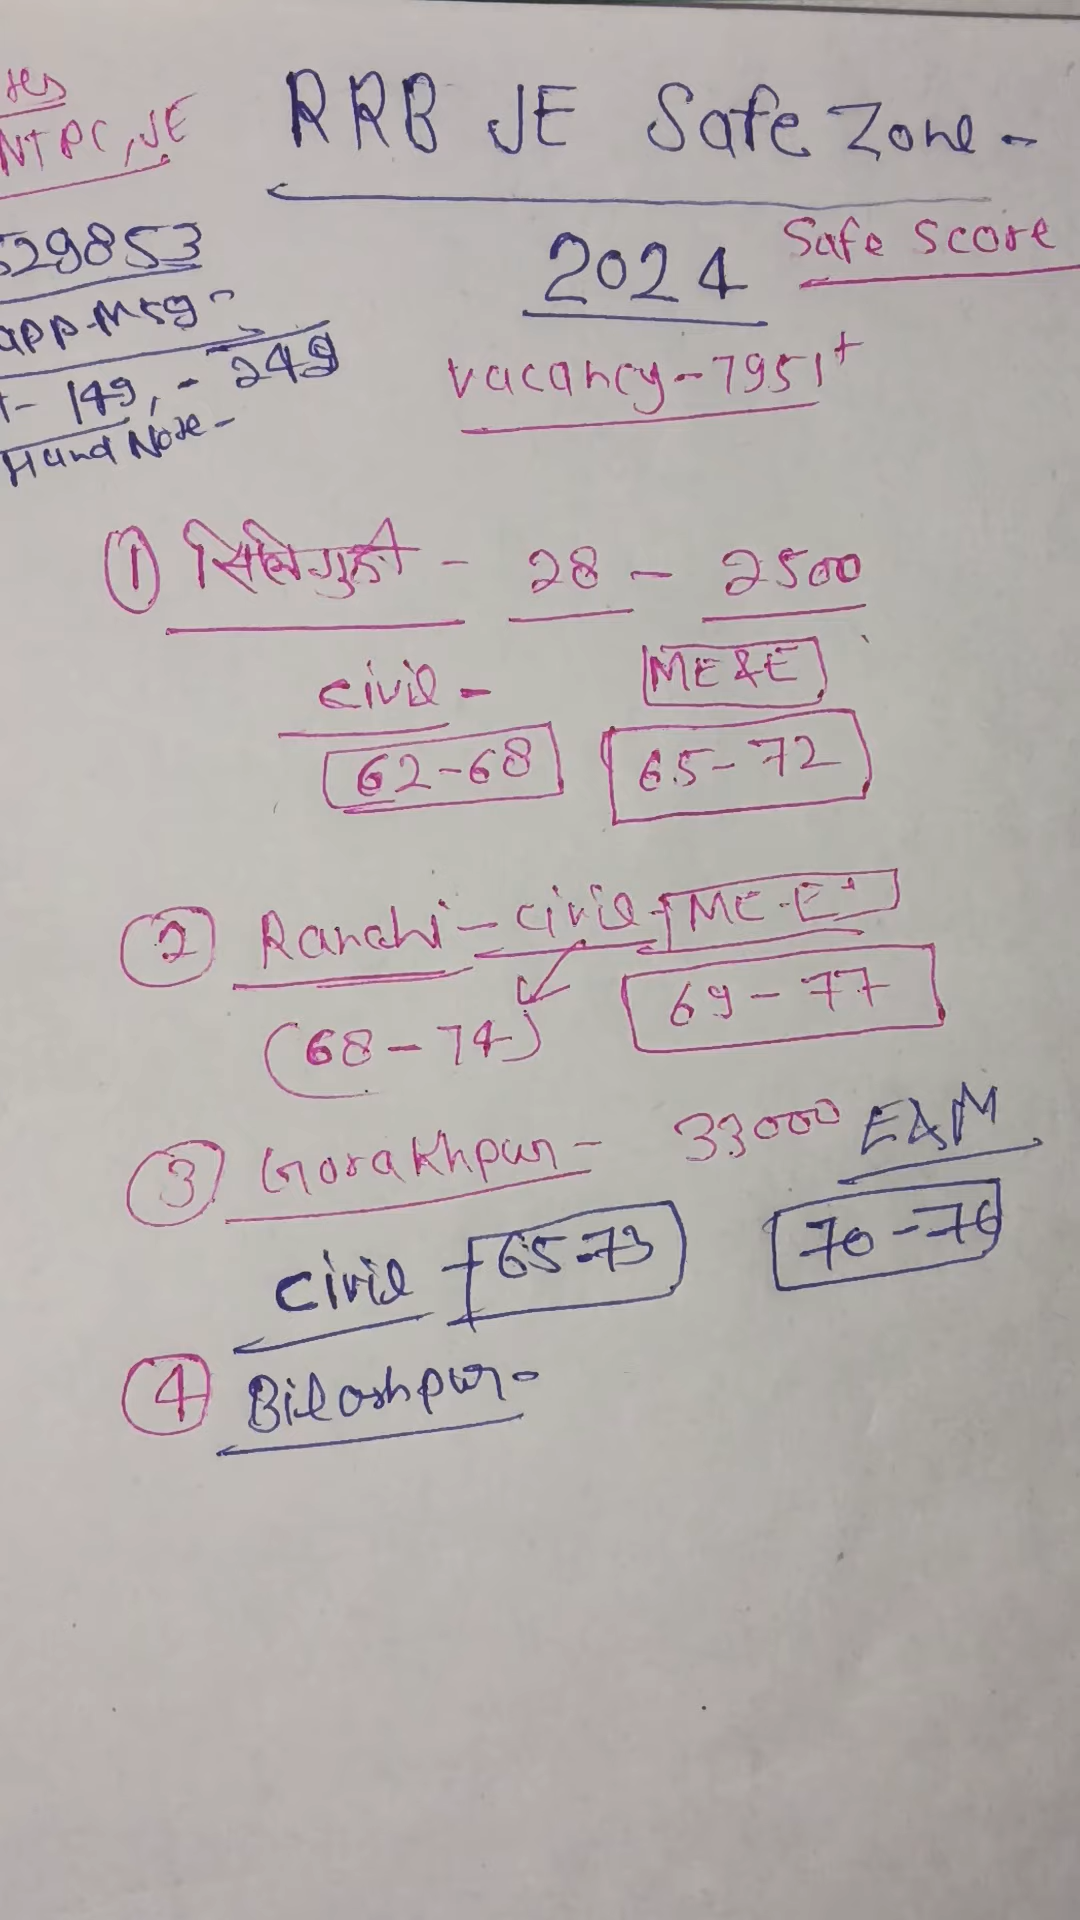 RRB JE Safe Zone -
NTPC, JE
2024
Safe Score
29853
app Msg -
vacancy - 7951+
149, - 249
Hand Note -
① सिलिगुड़ी - 28 - 2500
civil - ME & E
62-68 65-72
② Ranchi - civil - ME-E
(68-74) 69-77
③ Gorakhpur - 33000 E&M
civil - 65-73 70-76
④ Bilashpur -